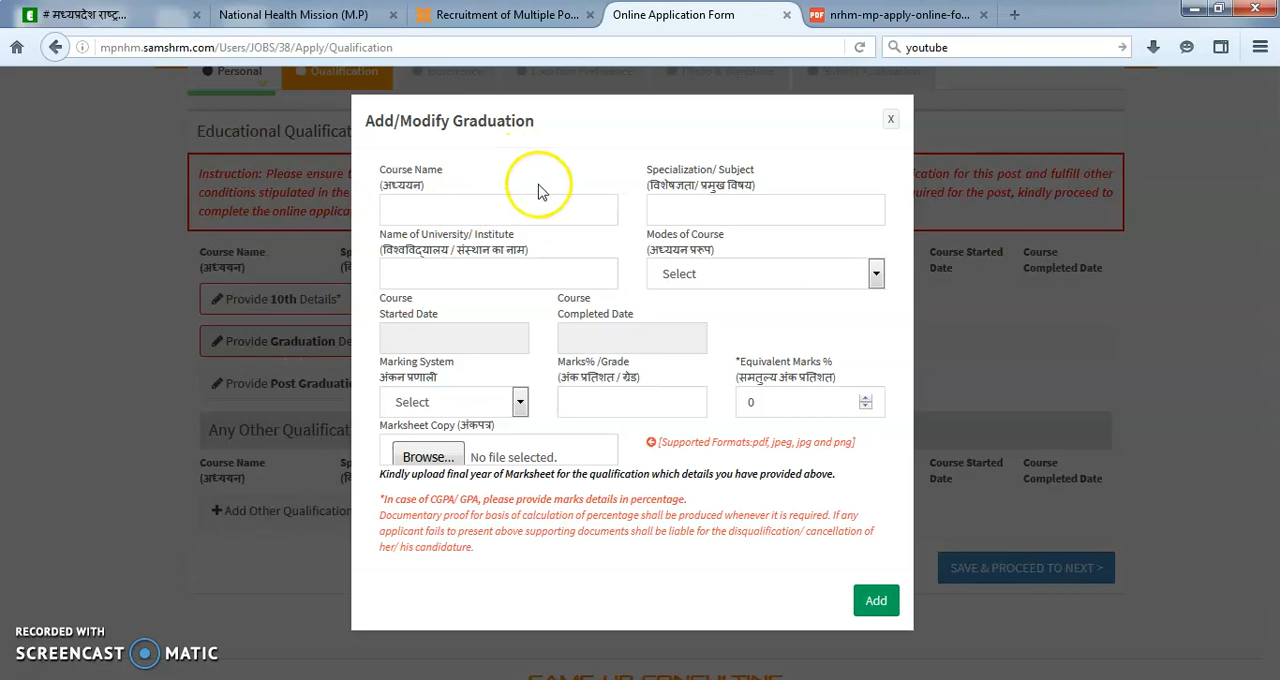 # मध्यप्रदेश राष्ट्र...
National Health Mission (M.P)
Recruitment of Multiple Po...
Online Application Form
nrhm-mp-apply-online-fo...
mpnhm.samshrm.com/Users/JOBS/38/Apply/Qualification
youtube
Personal
Qualification
Educational Qualifica
Add/Modify Graduation
X
Instruction: Please ensure t
ication for this post and fulfill other
conditions stipulated in the
quired for the post, kindly proceed to
complete the online applica
Course Name
(अध्ययन)
Specialization/ Subject
(विशेषज्ञता/ प्रमुख विषय)
Name of University/ Institute
(विश्वविद्यालय / संस्थान का नाम)
Modes of Course
(अध्ययन प्ररूप)
Select
Course Name
(अध्ययन)
Course Started
Date
Course
Completed Date
Provide 10th Details*
Course
Started Date
Course
Completed Date
Provide Graduation De
Marking System
अंकन प्रणाली
Marks% /Grade
(अंक प्रतिशत / ग्रेड)
*Equivalent Marks %
(समतुल्य अंक प्रतिशत)
Provide Post Graduatio
Select
0
Any Other Qualificat
Marksheet Copy (अंकपत्र)
Browse...
No file selected.
[Supported Formats:pdf, jpeg, jpg and png]
Kindly upload final year of Marksheet for the qualification which details you have provided above.
Course Name
(अध्ययन)
Course Started
Date
Course
Completed Date
Add Other Qualification
*In case of CGPA/ GPA, please provide marks details in percentage.
Documentary proof for basis of calculation of percentage shall be produced whenever it is required. If any
applicant fails to present above supporting documents shall be liable for the disqualification/ cancellation of
her/ his candidature.
SAVE & PROCEED TO NEXT >
Add
RECORDED WITH
SCREENCAST MATIC